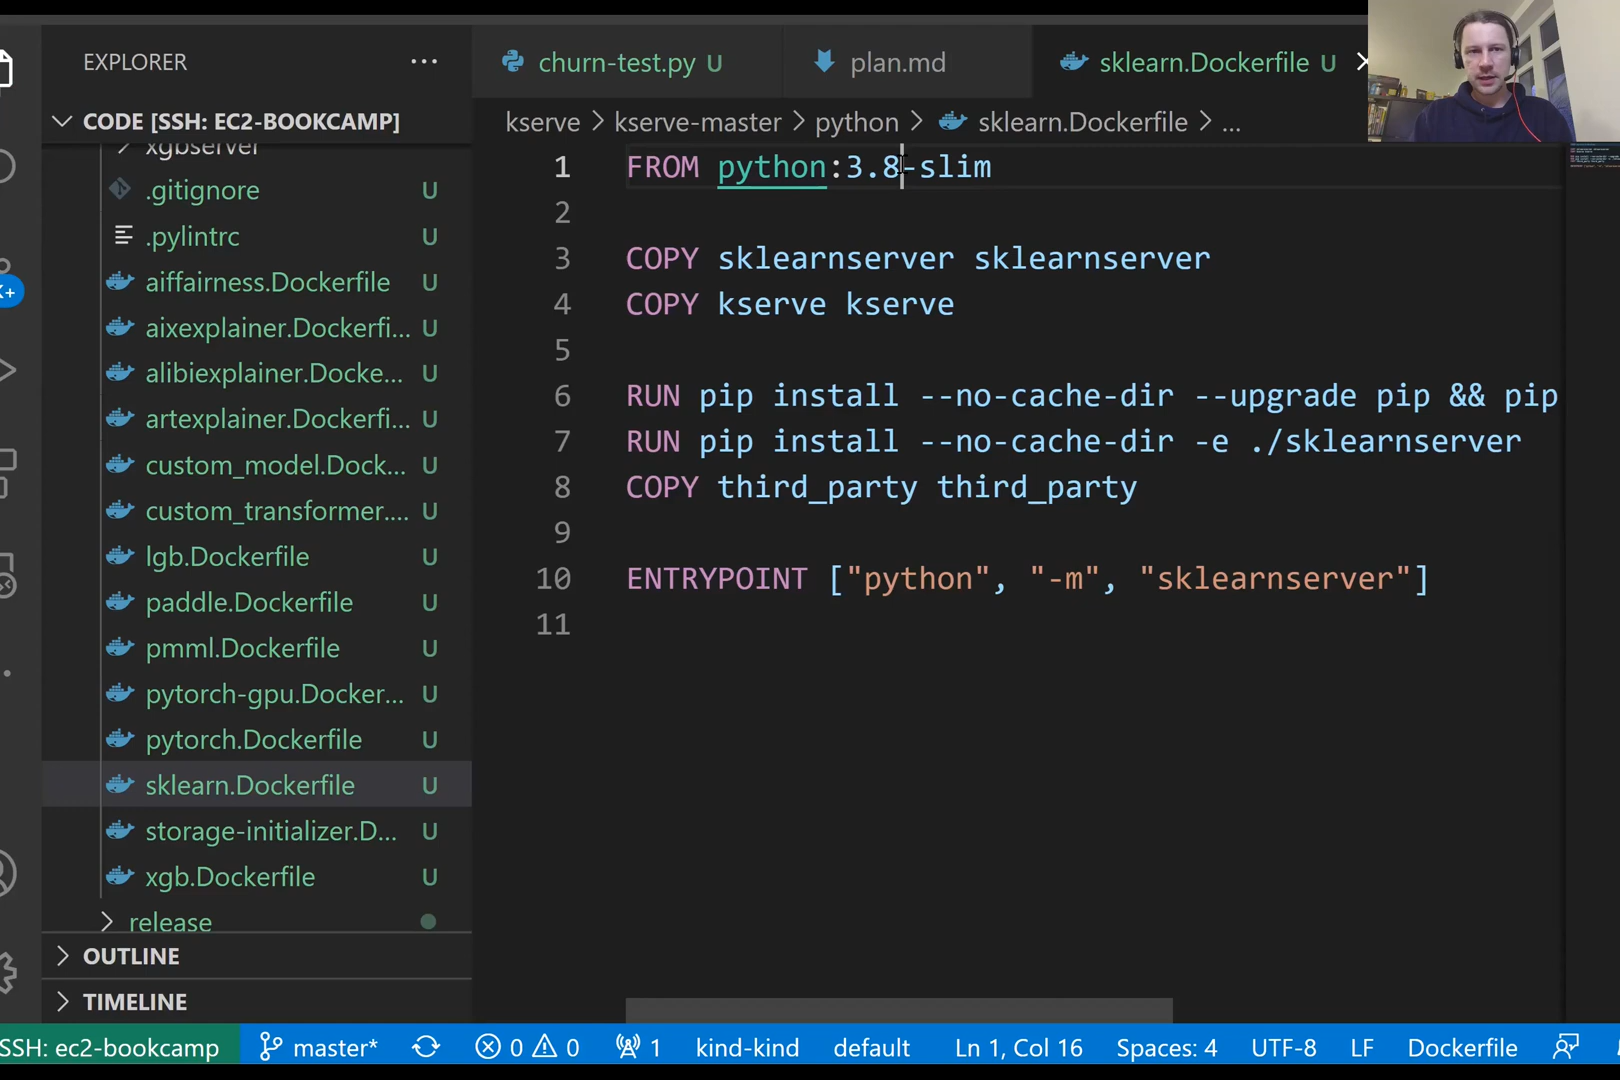 EXPLORER
...
churn-test.py U
plan.md
sklearn.Dockerfile U
CODE [SSH: EC2-BOOKCAMP]
kserve > kserve-master > python > sklearn.Dockerfile > ...
xgbserver
.gitignore U
.pylintrc U
aiffairness.Dockerfile U
aixexplainer.Dockerfi... U
alibiexplainer.Docke... U
artexplainer.Dockerfi... U
custom_model.Dock... U
custom_transformer.... U
lgb.Dockerfile U
paddle.Dockerfile U
pmml.Dockerfile U
pytorch-gpu.Docker... U
pytorch.Dockerfile U
sklearn.Dockerfile U
storage-initializer.D... U
xgb.Dockerfile U
release
OUTLINE
TIMELINE
1 FROM python:3.8-slim
2
3 COPY sklearnserver sklearnserver
4 COPY kserve kserve
5
6 RUN pip install --no-cache-dir --upgrade pip && pip
7 RUN pip install --no-cache-dir -e ./sklearnserver
8 COPY third_party third_party
9
10 ENTRYPOINT ["python", "-m", "sklearnserver"]
11
SSH: ec2-bookcamp master* 0 0 1 kind-kind default Ln 1, Col 16 Spaces: 4 UTF-8 LF Dockerfile